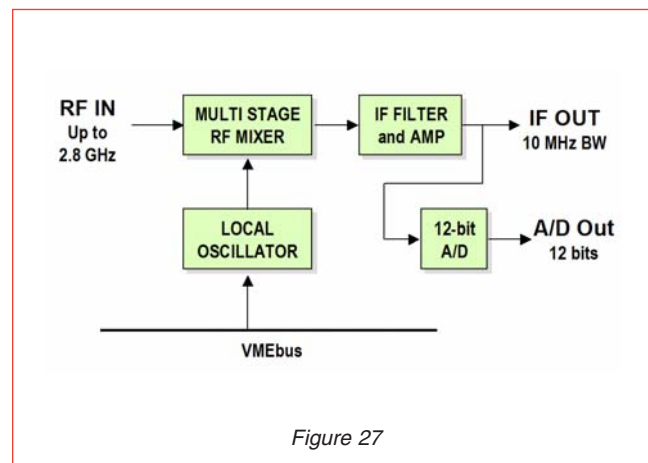 RF IN
Up to
2.8 GHz
MULTI STAGE
RF MIXER
IF FILTER
and AMP
IF OUT
10 MHz BW
LOCAL
OSCILLATOR
12-bit
A/D
A/D Out
12 bits
VMEbus
Figure 27